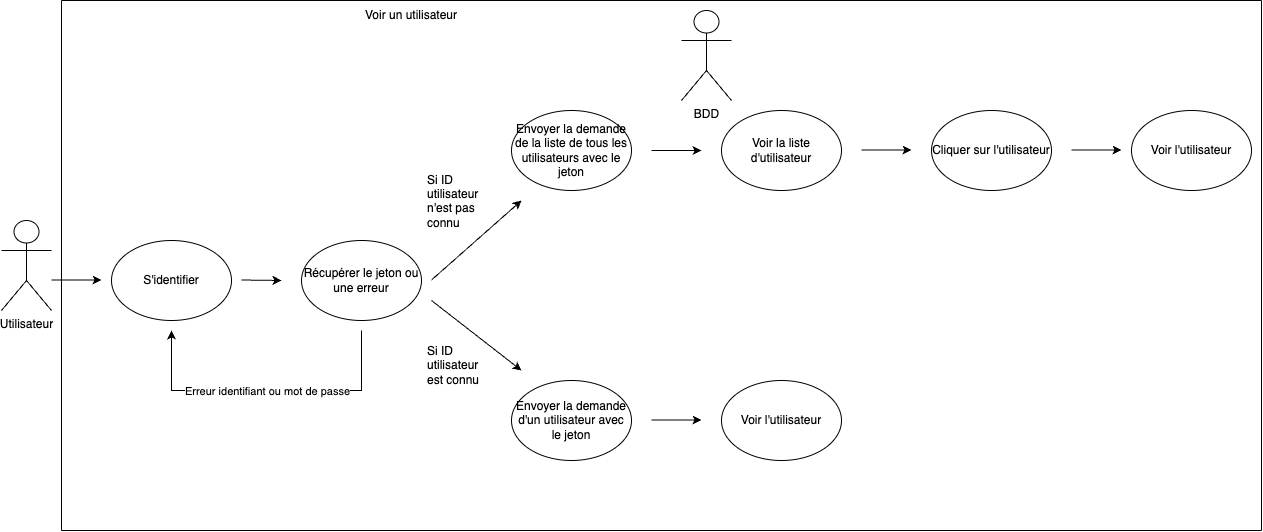 Voir un utilisateur
BDD
Envoyer la demande
de la liste de tous les
utilisateurs avec le
jeton
Voir la liste
d'utilisateur
Cliquer sur l'utilisateur
Voir l'utilisateur
Si ID
utilisateur
n'est pas
connu
Utilisateur
S'identifier
Récupérer le jeton ou
une erreur
Erreur identifiant ou mot de passe
Si ID
utilisateur
est connu
Envoyer la demande
d'un utilisateur avec
le jeton
Voir l'utilisateur